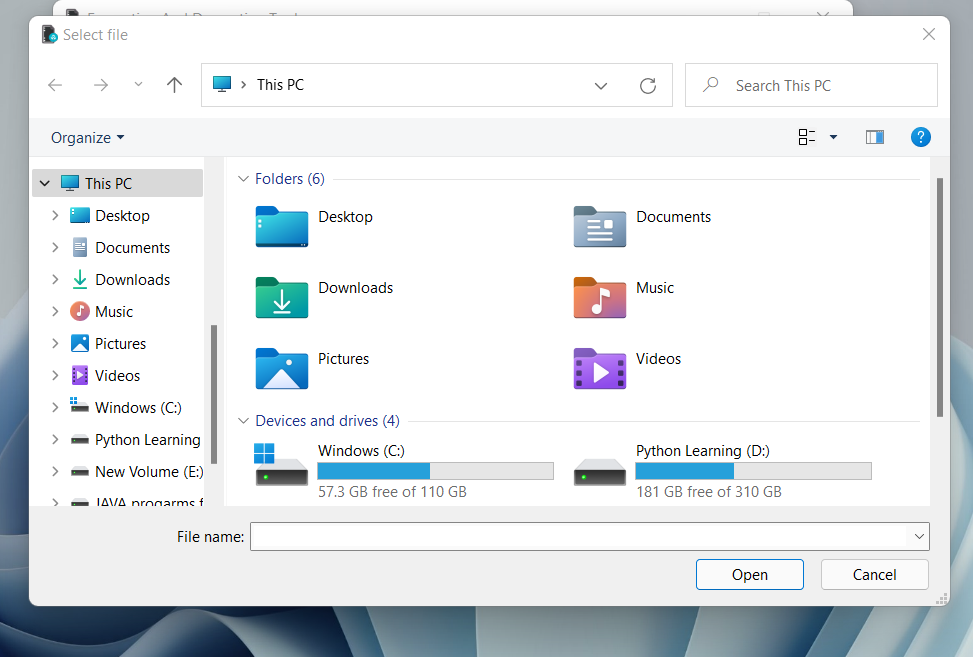 Select file
This PC
Search This PC
Organize
This PC
Desktop
Documents
Downloads
Music
Pictures
Videos
Windows (C:)
Python Learning
New Volume (E:)
JAVA progarms f
Folders (6)
Desktop
Documents
Downloads
Music
Pictures
Videos
Devices and drives (4)
Windows (C:)
57.3 GB free of 110 GB
Python Learning (D:)
181 GB free of 310 GB
File name:
Open
Cancel